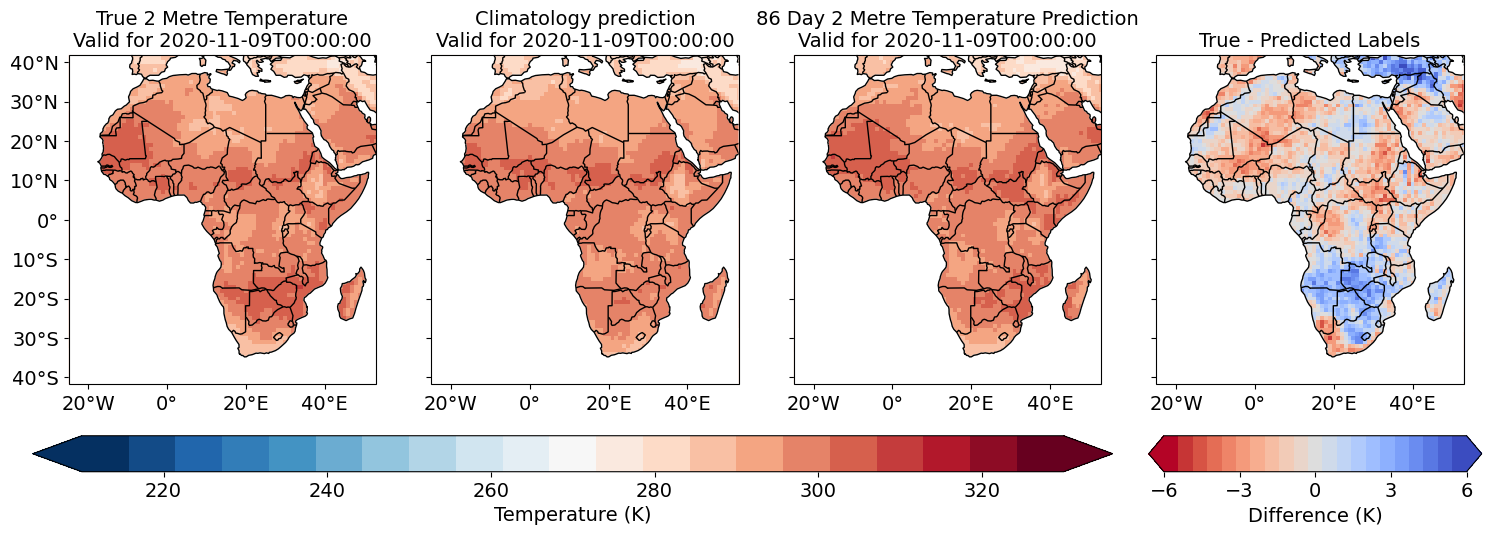 True 2 Metre Temperature
Valid for 2020-11-09T00:00:00
Climatology prediction
Valid for 2020-11-09T00:00:00
86 Day 2 Metre Temperature Prediction
Valid for 2020-11-09T00:00:00
True - Predicted Labels
40°N
30°N
20°N
10°N
0°
10°S
20°S
30°S
40°S
20°W 0° 20°E 40°E
20°W 0° 20°E 40°E
20°W 0° 20°E 40°E
20°W 0° 20°E 40°E
220 240 260 280 300 320
Temperature (K)
−6 −3 0 3 6
Difference (K)